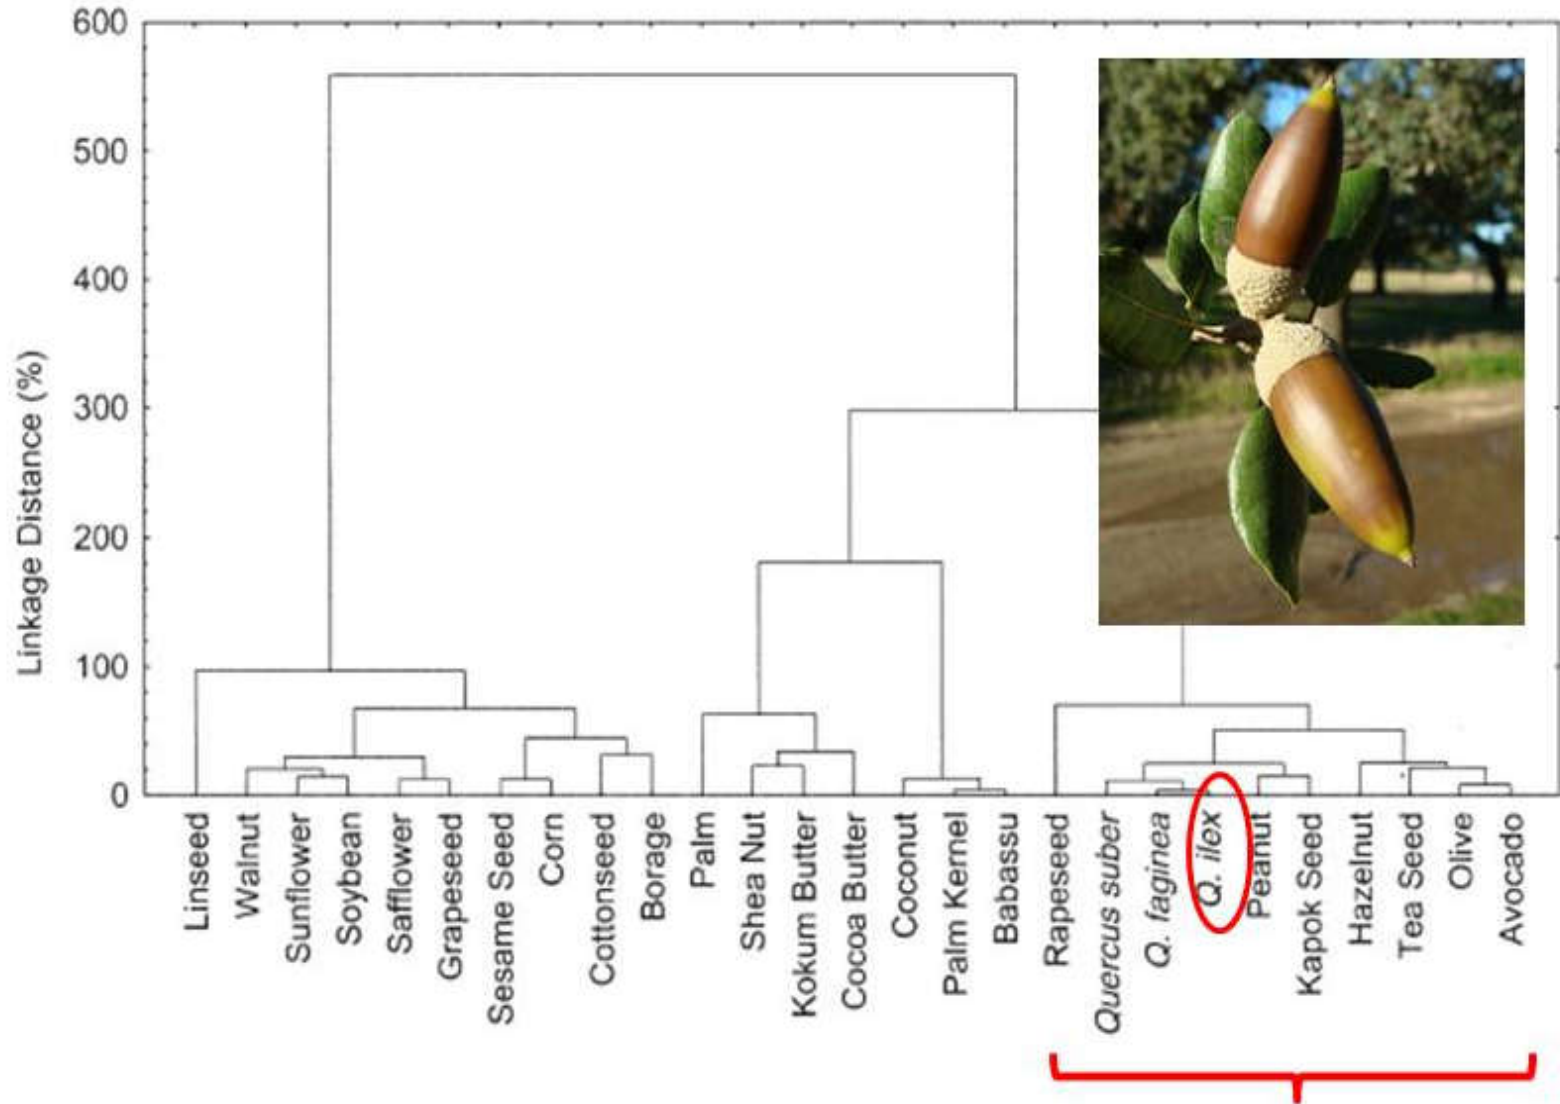 600
500
400
300
200
100
0
Linkage Distance (%)
Linseed
Walnut
Sunflower
Soybean
Safflower
Grapeseed
Sesame Seed
Corn
Cottonseed
Borage
Palm
Shea Nut
Kokum Butter
Cocoa Butter
Coconut
Palm Kernel
Babassu
Rapeseed
Quercus suber
Q. faginea
Q. ilex
Peanut
Kapok Seed
Hazelnut
Tea Seed
Olive
Avocado